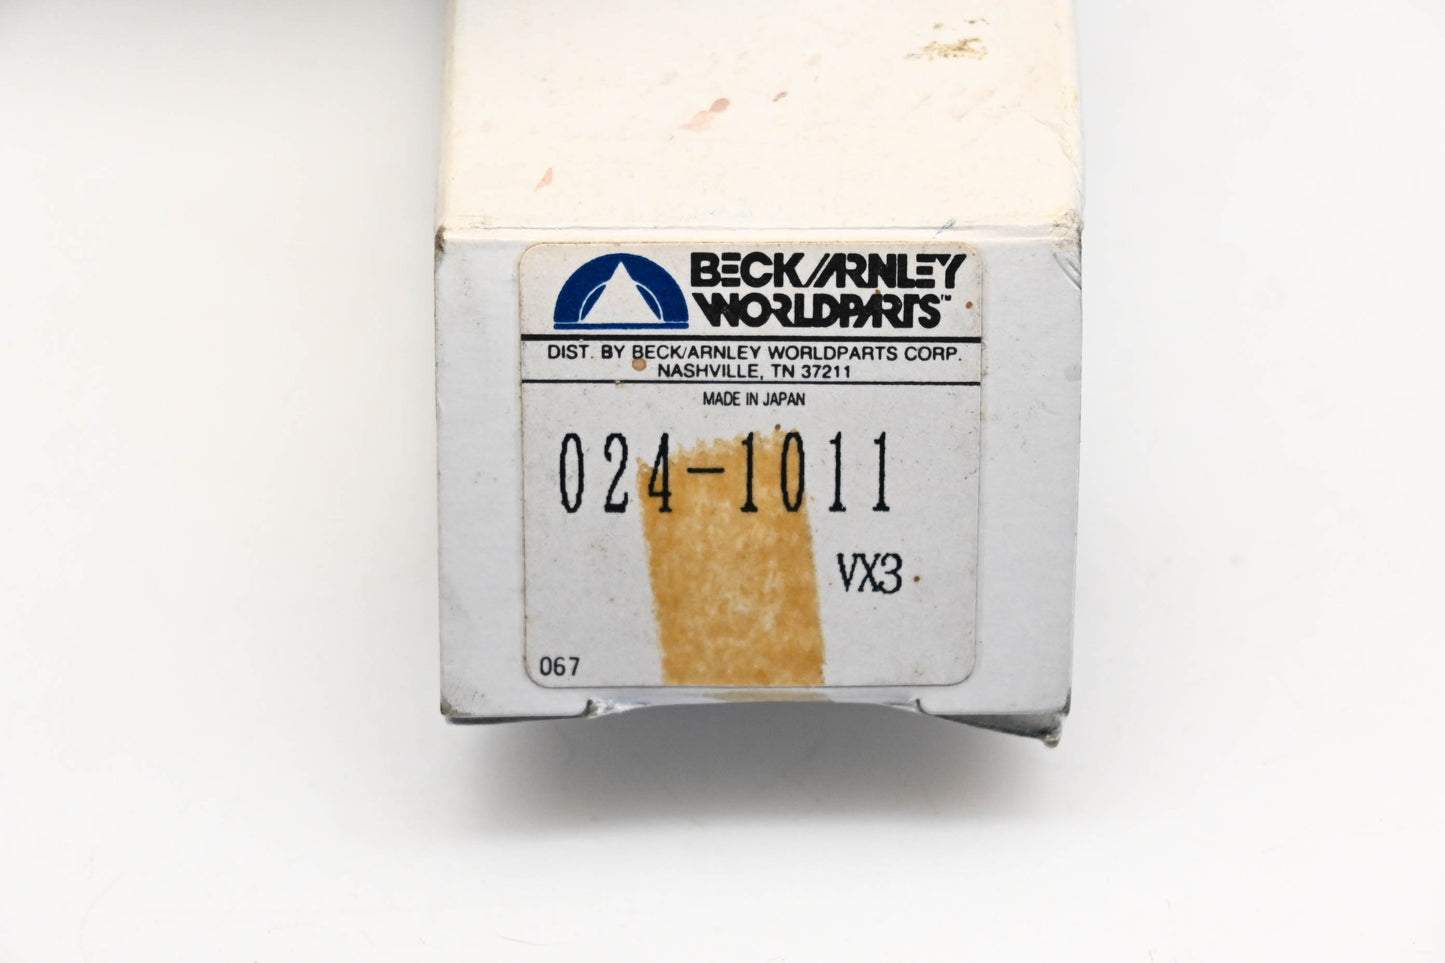 BECK/ARNLEY
WORLDPARTS™
DIST. BY BECK/ARNLEY WORLDPARTS CORP.
NASHVILLE, TN 37211
MADE IN JAPAN
024-1011
VX3
067